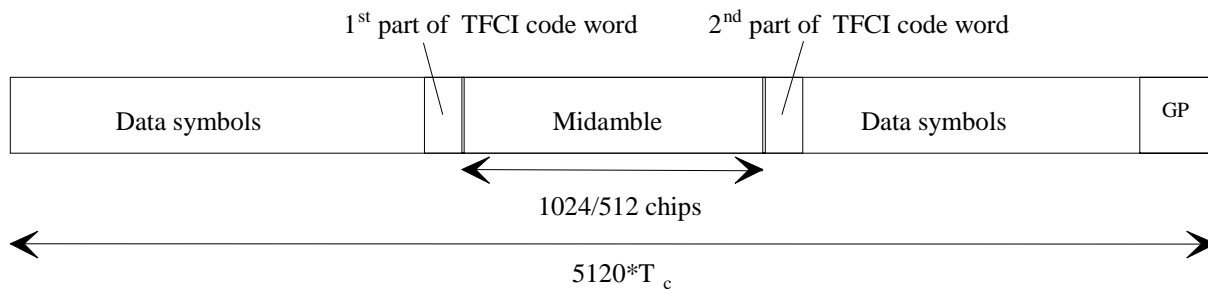 1st part of TFCI code word
2nd part of TFCI code word
Data symbols
Midamble
Data symbols
GP
1024/512 chips
5120*Tc